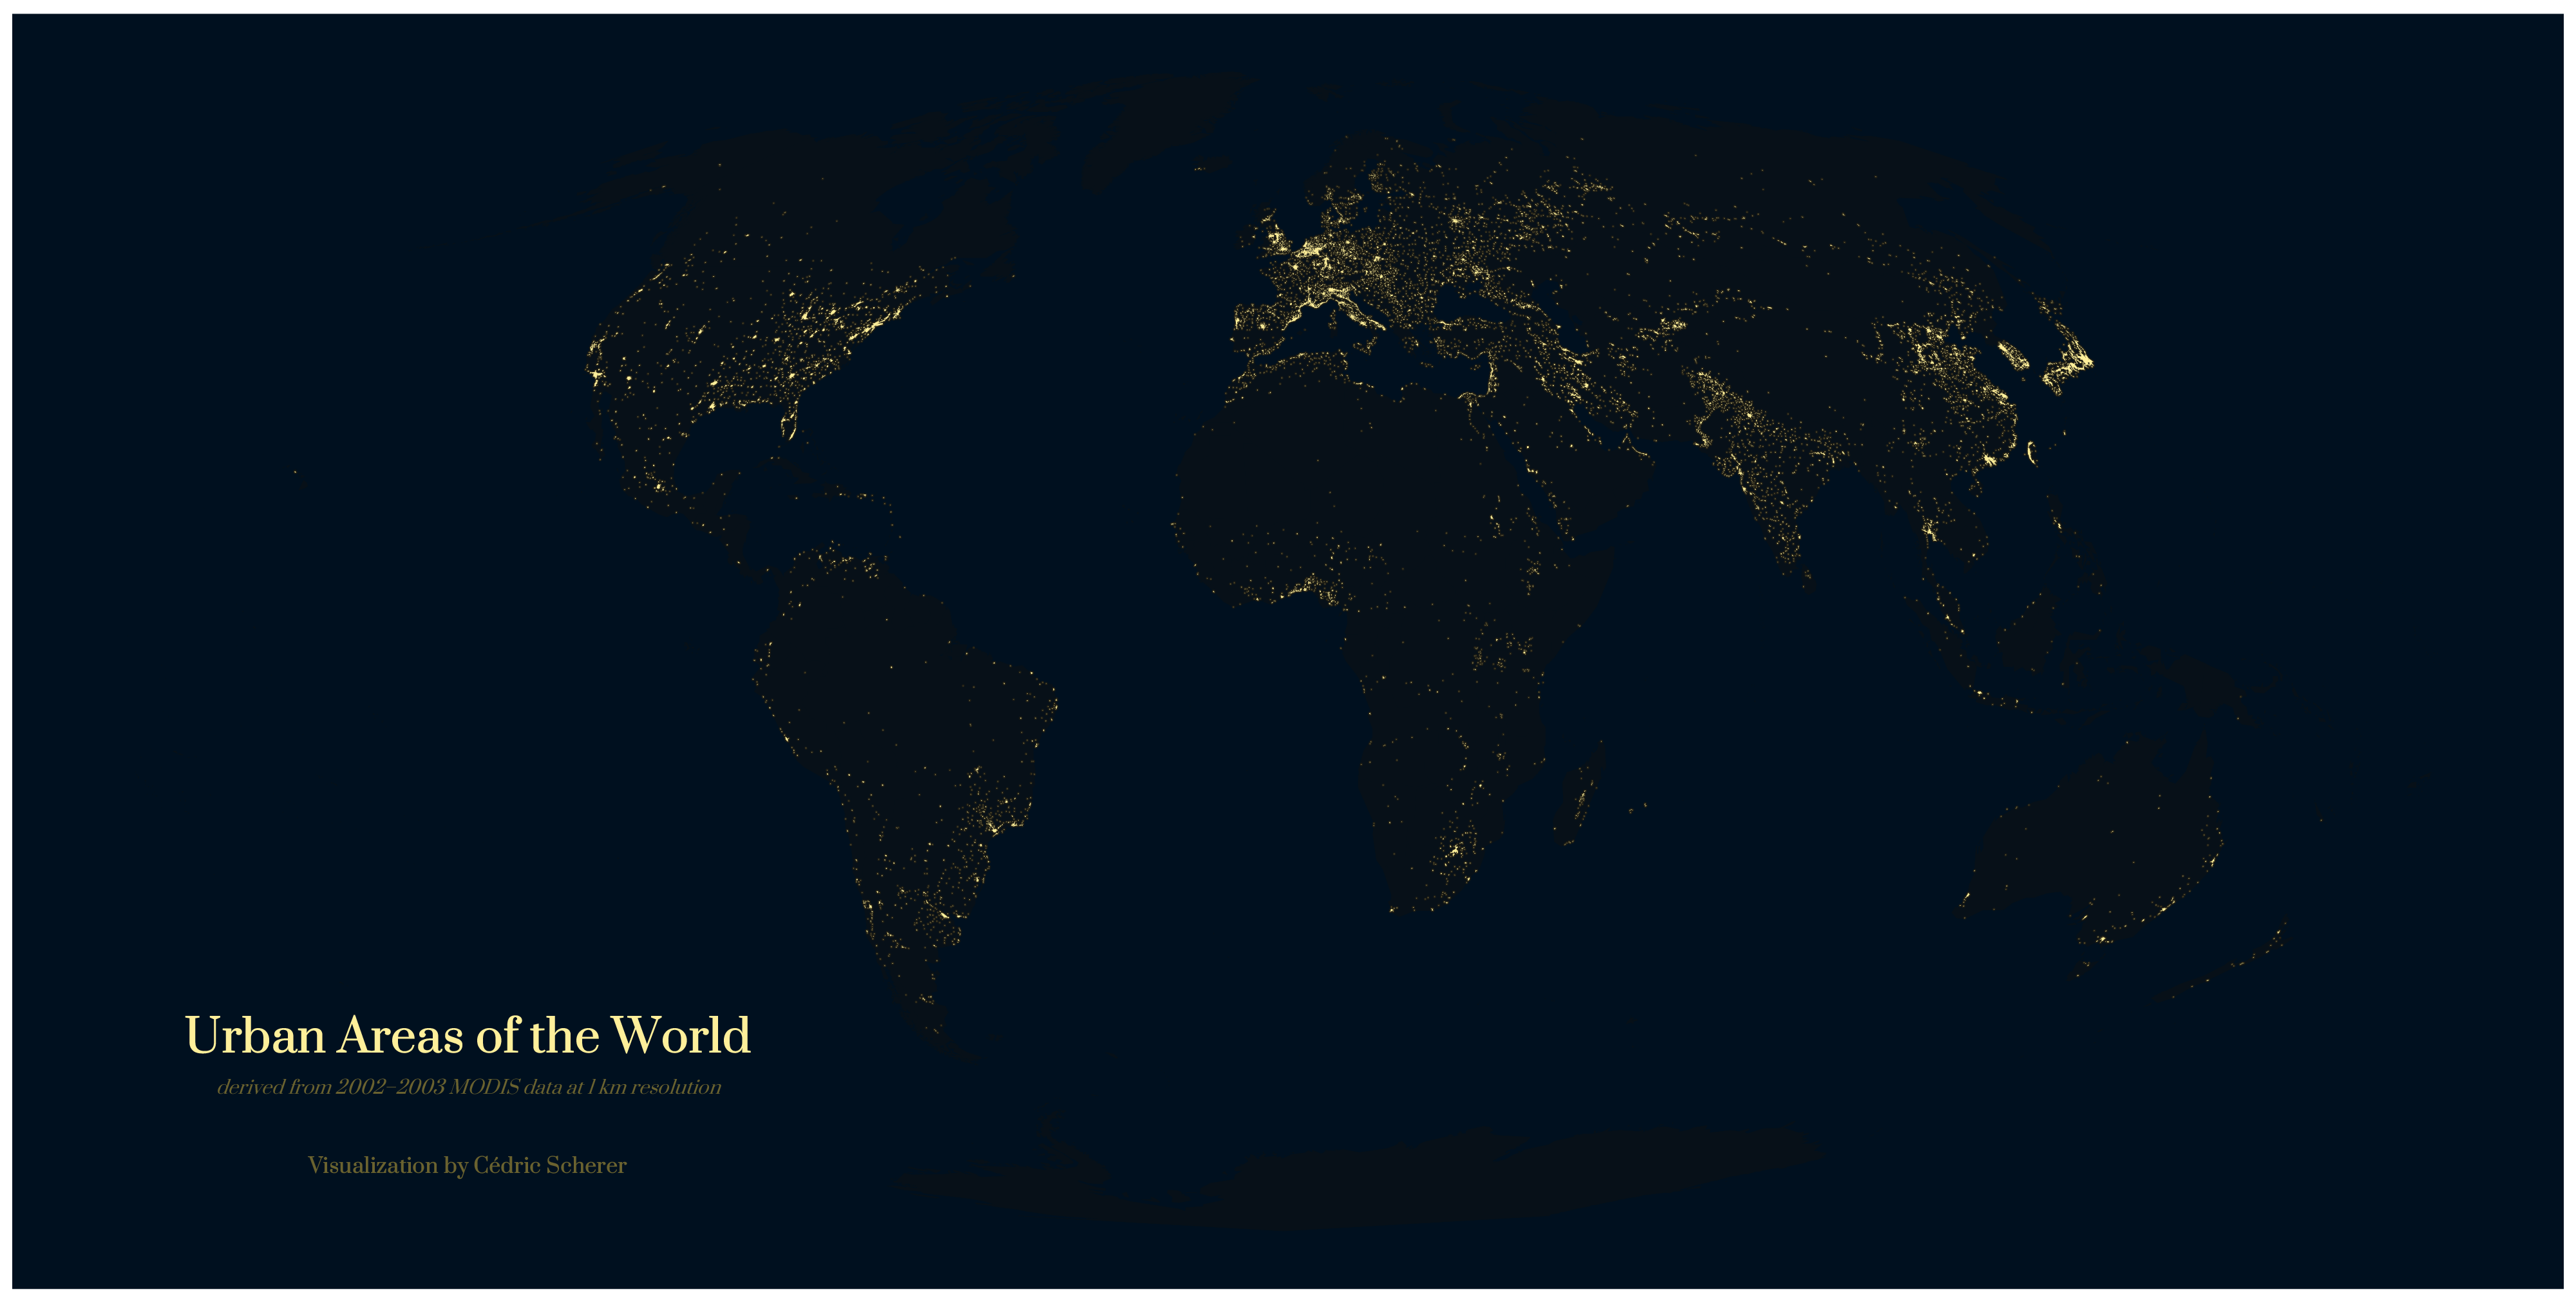 Urban Areas of the World
derived from 2002–2003 MODIS data at 1 km resolution
Visualization by Cédric Scherer